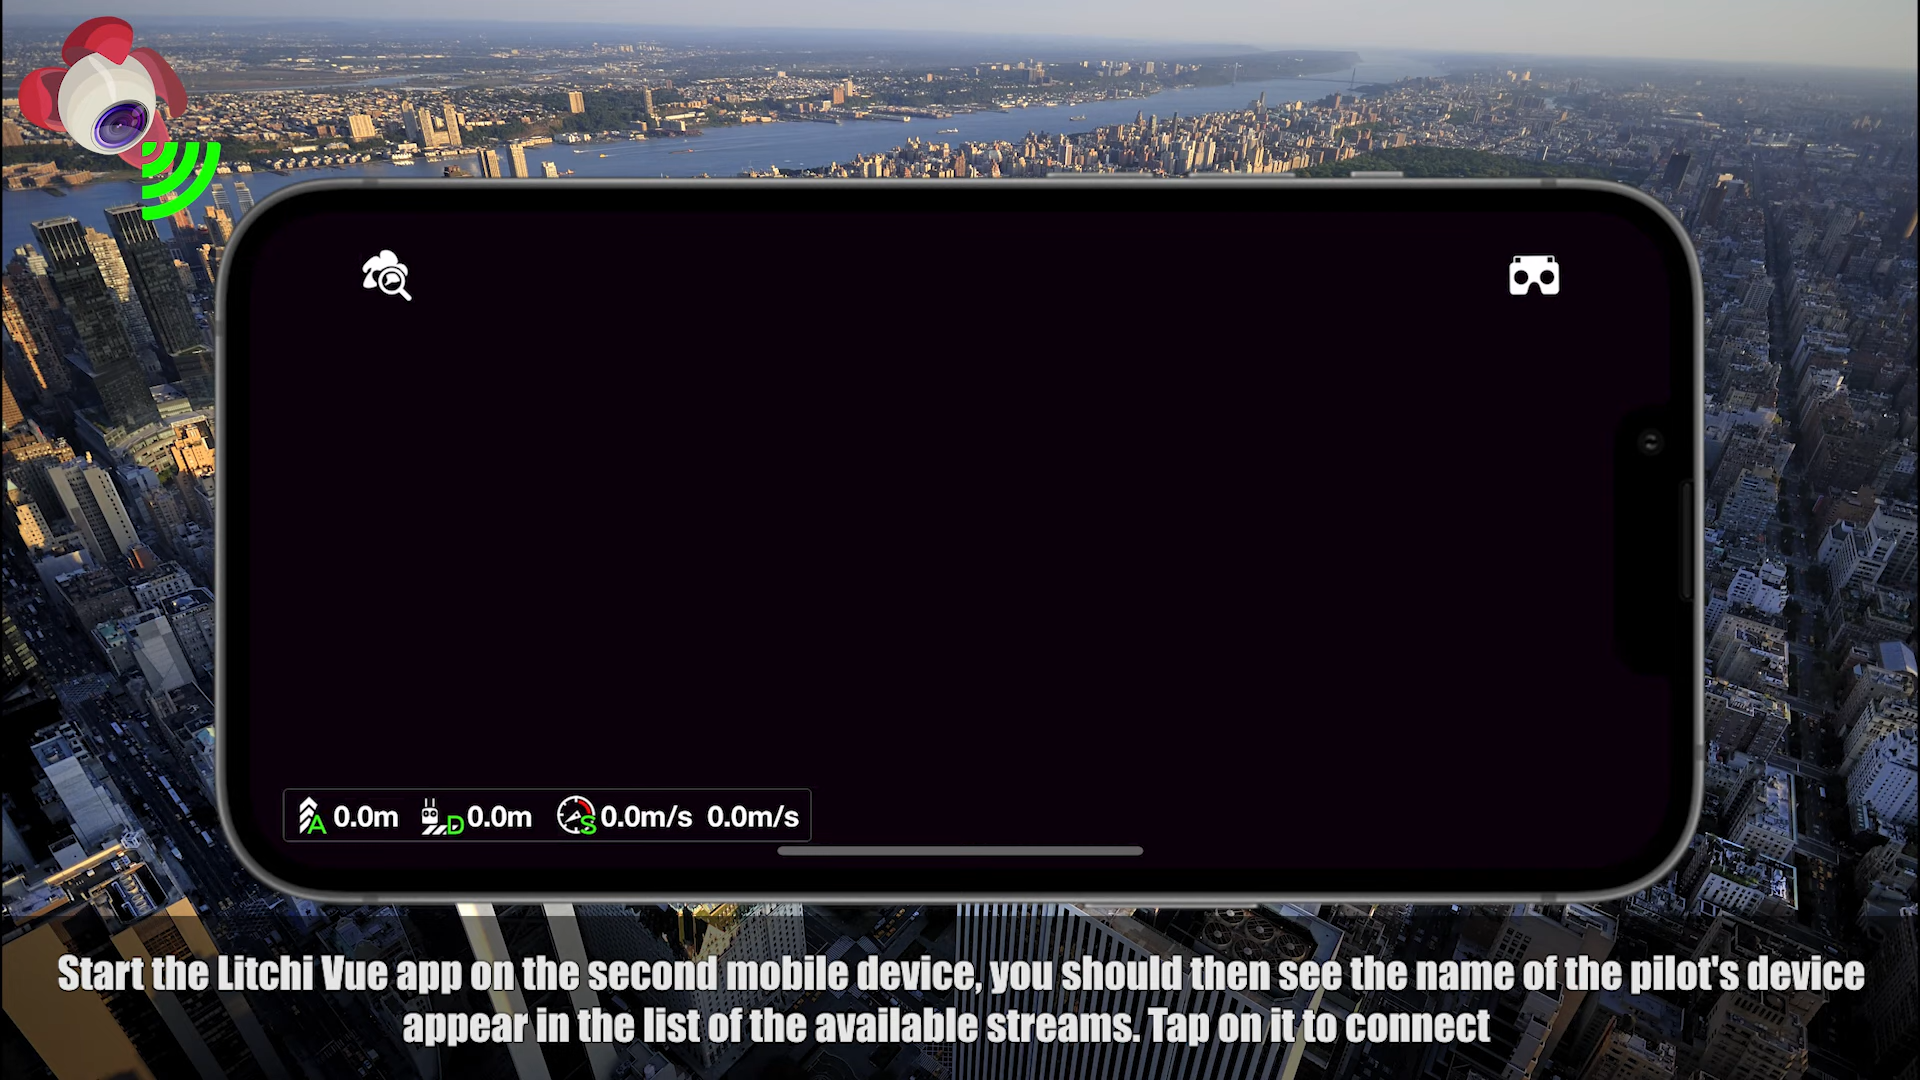 A 0.0m D 0.0m S 0.0m/s 0.0m/s
Start the Litchi Vue app on the second mobile device, you should then see the name of the pilot's device
appear in the list of the available streams. Tap on it to connect